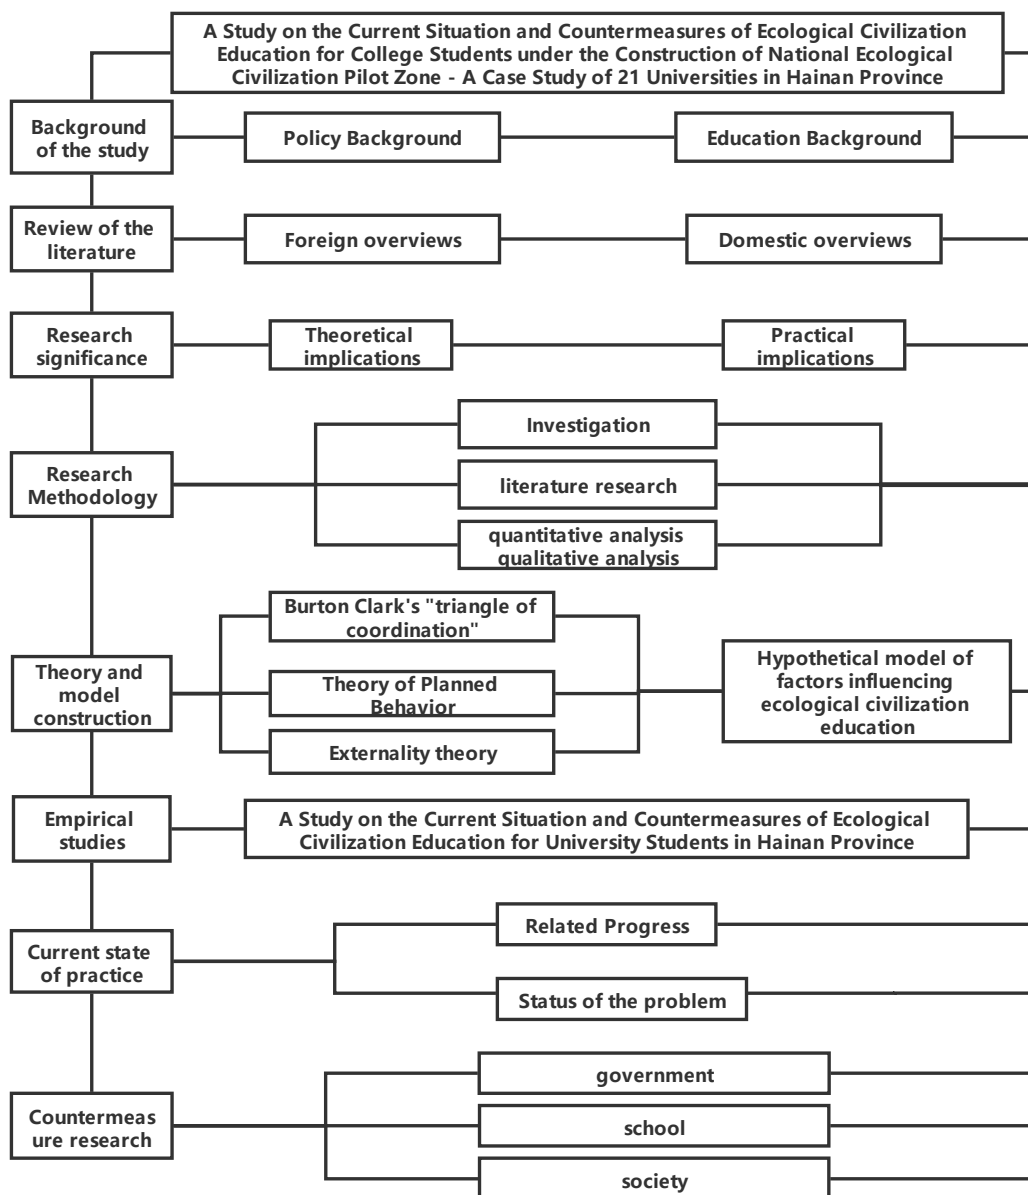 A Study on the Current Situation and Countermeasures of Ecological Civilization
Education for College Students under the Construction of National Ecological
Civilization Pilot Zone - A Case Study of 21 Universities in Hainan Province
Background
of the study
Policy Background
Education Background
Review of the
literature
Foreign overviews
Domestic overviews
Research
significance
Theoretical
implications
Practical
implications
Research
Methodology
Investigation
literature research
quantitative analysis
qualitative analysis
Theory and
model
construction
Burton Clark's "triangle of
coordination"
Theory of Planned
Behavior
Externality theory
Hypothetical model of
factors influencing
ecological civilization
education
Empirical
studies
A Study on the Current Situation and Countermeasures of Ecological
Civilization Education for University Students in Hainan Province
Current state
of practice
Related Progress
Status of the problem
Countermeas
ure research
government
school
society